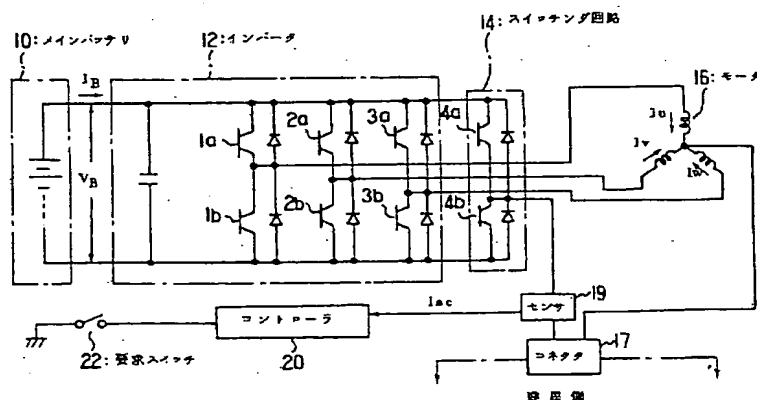 10:メインバッテリ
12:インバータ
14:スイッチング回路
16:モータ
I_B
V_B
1a
2a
3a
4a
1b
2b
3b
4b
Iu
Iv
Iw
Iac
センサ
19
コントローラ
20
22:要求スイッチ
コネクタ
17